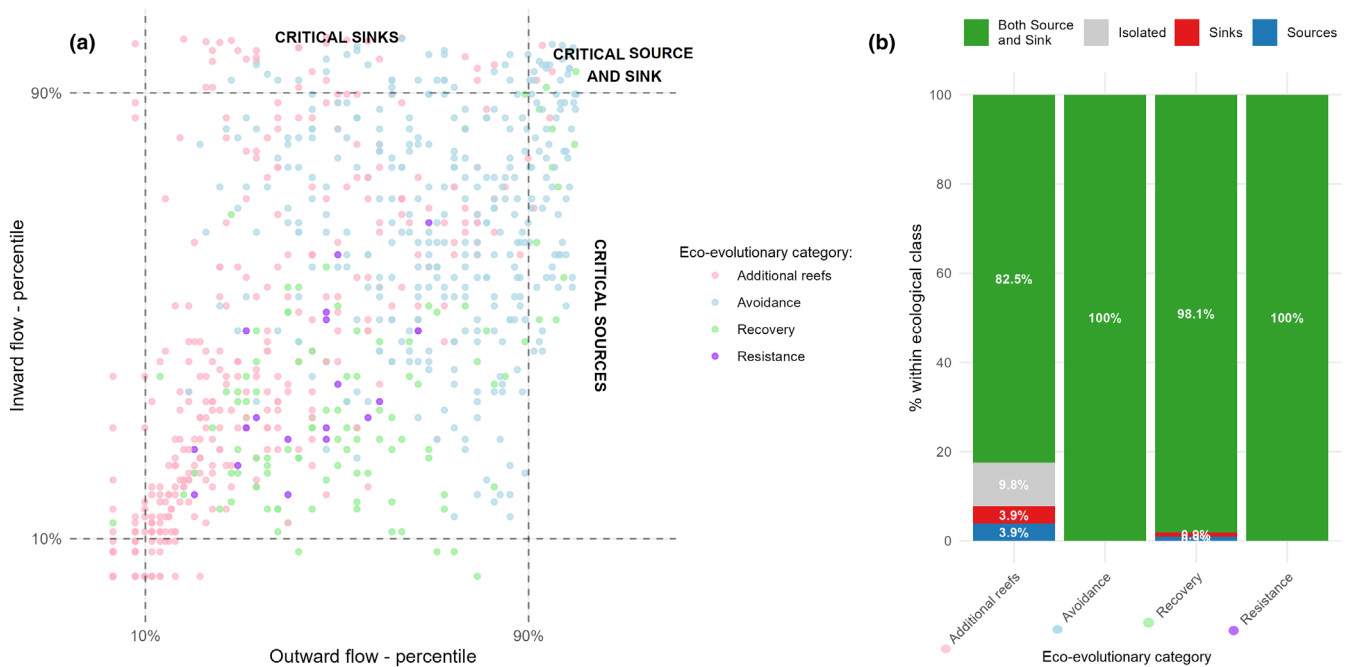 (a)
CRITICAL SINKS
CRITICAL SOURCE
AND SINK
CRITICAL SOURCES
90%
10%
Inward flow - percentile
10%
90%
Outward flow - percentile
Eco-evolutionary category:
Additional reefs
Avoidance
Recovery
Resistance
(b)
Both Source
and Sink
Isolated
Sinks
Sources
% within ecological class
100
80
60
40
20
0
82.5%
9.8%
3.9%
3.9%
100%
98.1%
100%
Additional reefs
Avoidance
Recovery
Resistance
Eco-evolutionary category